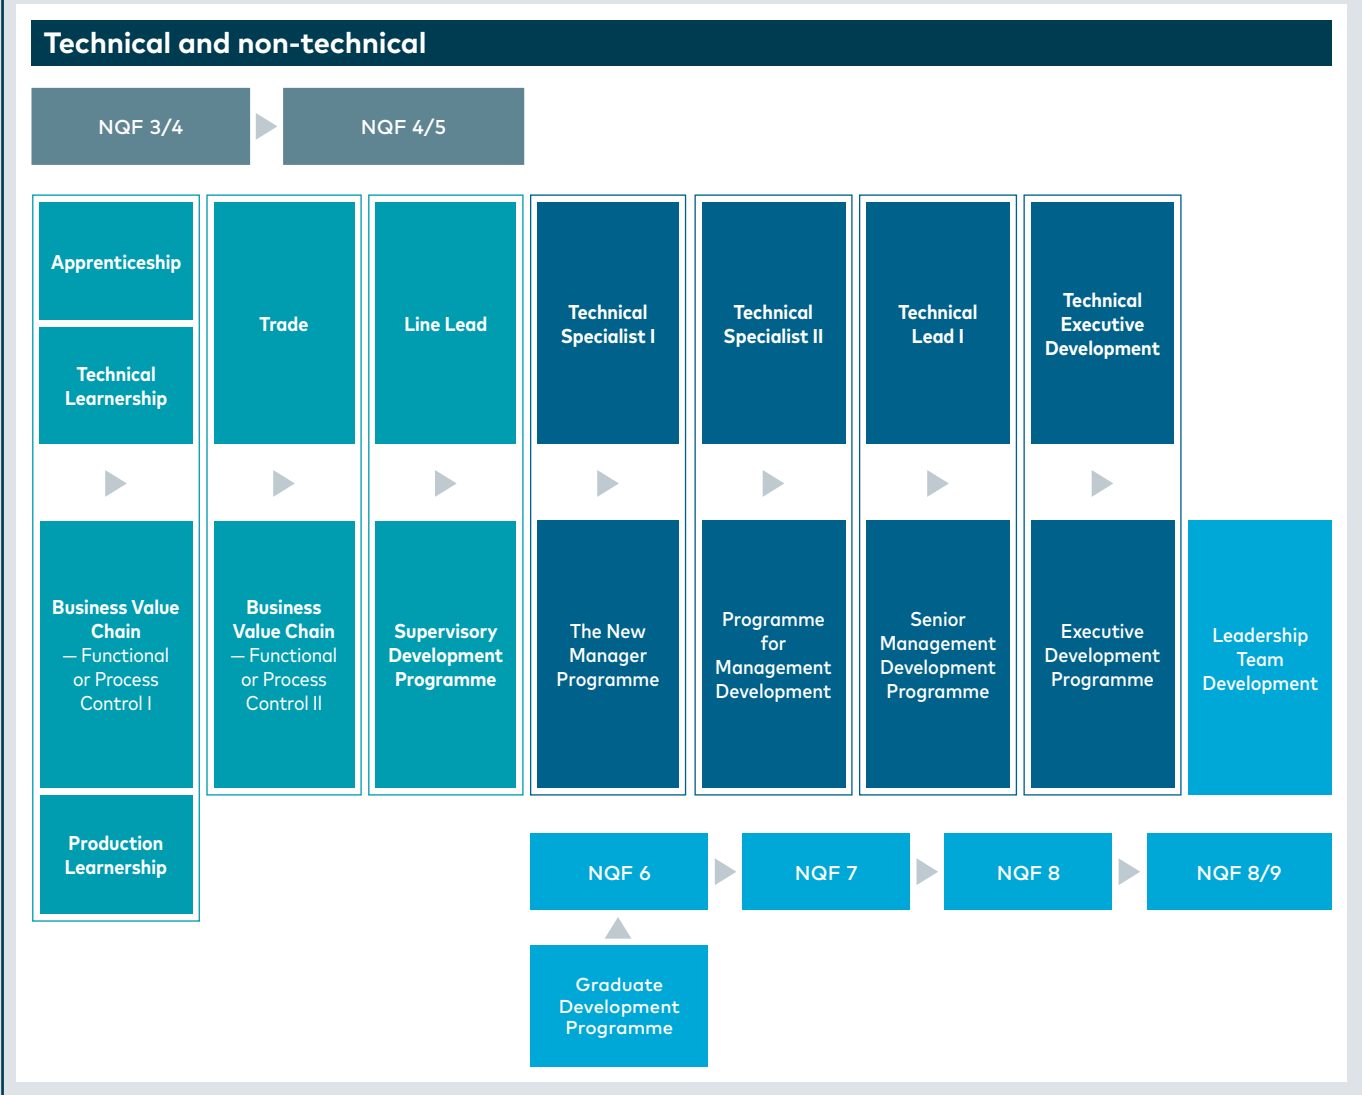 Technical and non-technical
NQF 3/4
NQF 4/5
Apprenticeship
Technical
Learnership
Trade
Line Lead
Technical
Specialist I
Technical
Specialist II
Technical
Lead I
Technical
Executive
Development
Business Value
Chain
— Functional
or Process
Control I
Business
Value Chain
— Functional
or Process
Control II
Supervisory
Development
Programme
The New
Manager
Programme
Programme
for
Management
Development
Senior
Management
Development
Programme
Executive
Development
Programme
Leadership
Team
Development
Production
Learnership
NQF 6
NQF 7
NQF 8
NQF 8/9
Graduate
Development
Programme